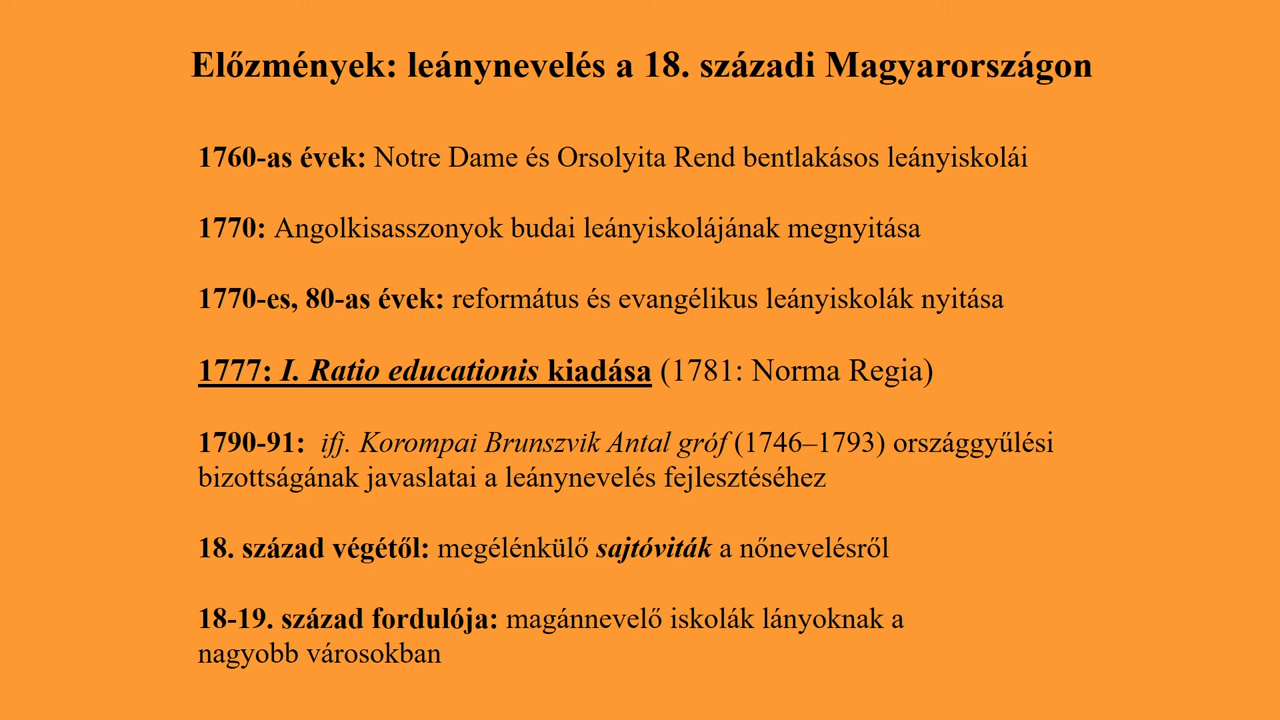 Előzmények: leánynevelés a 18. századi Magyarországon
1760-as évek: Notre Dame és Orsolyita Rend bentlakásos leányiskolái
1770: Angolkisasszonyok budai leányiskolájának megnyitása
1770-es, 80-as évek: református és evangélikus leányiskolák nyitása
1777: I. Ratio educationis kiadása (1781: Norma Regia)
1790-91: ifj. Korompai Brunszvik Antal gróf (1746–1793) országgyűlési
bizottságának javaslatai a leánynevelés fejlesztéséhez
18. század végétől: megélénkülő sajtóviták a nőnevelésről
18-19. század fordulója: magánnevelő iskolák lányoknak a
nagyobb városokban